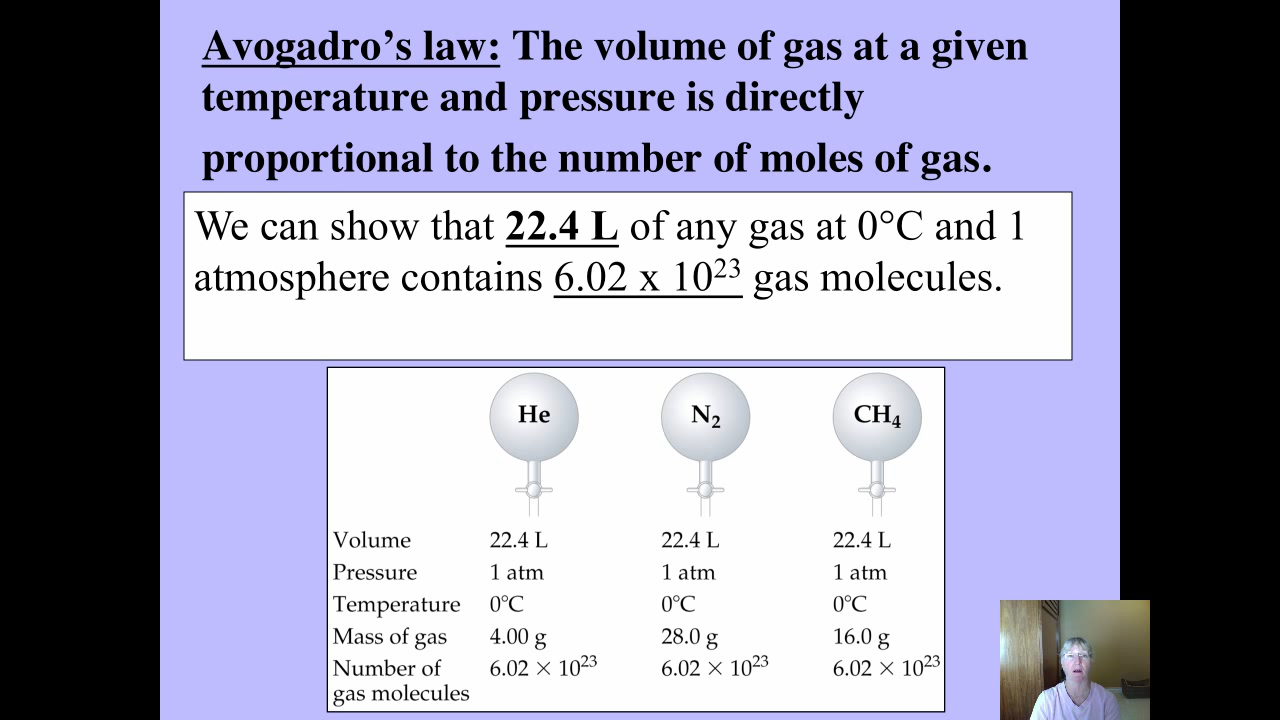 Avogadro’s law: The volume of gas at a given
temperature and pressure is directly
proportional to the number of moles of gas.
We can show that 22.4 L of any gas at 0°C and 1
atmosphere contains 6.02 x 10²³ gas molecules.
He N₂ CH₄
Volume 22.4 L 22.4 L 22.4 L
Pressure 1 atm 1 atm 1 atm
Temperature 0°C 0°C 0°C
Mass of gas 4.00 g 28.0 g 16.0 g
Number of 6.02 × 10²³ 6.02 × 10²³ 6.02 × 10²³
gas molecules